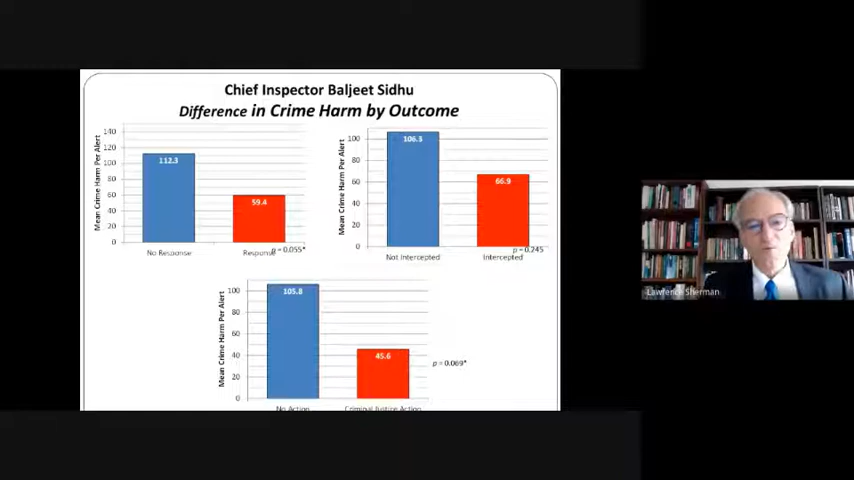 Chief Inspector Baljeet Sidhu
Difference in Crime Harm by Outcome
Mean Crime Harm Per Alert
140
120
100
80
60
40
20
0
112.3
59.4
No Response
Response
p = 0.055*
Mean Crime Harm Per Alert
100
80
60
40
20
0
106.5
66.9
Not Intercepted
Intercepted
p = 0.245
Mean Crime Harm Per Alert
100
80
60
40
20
0
105.8
45.6
No Action
Criminal Justice Action
p = 0.069*
Lawrence Sherman